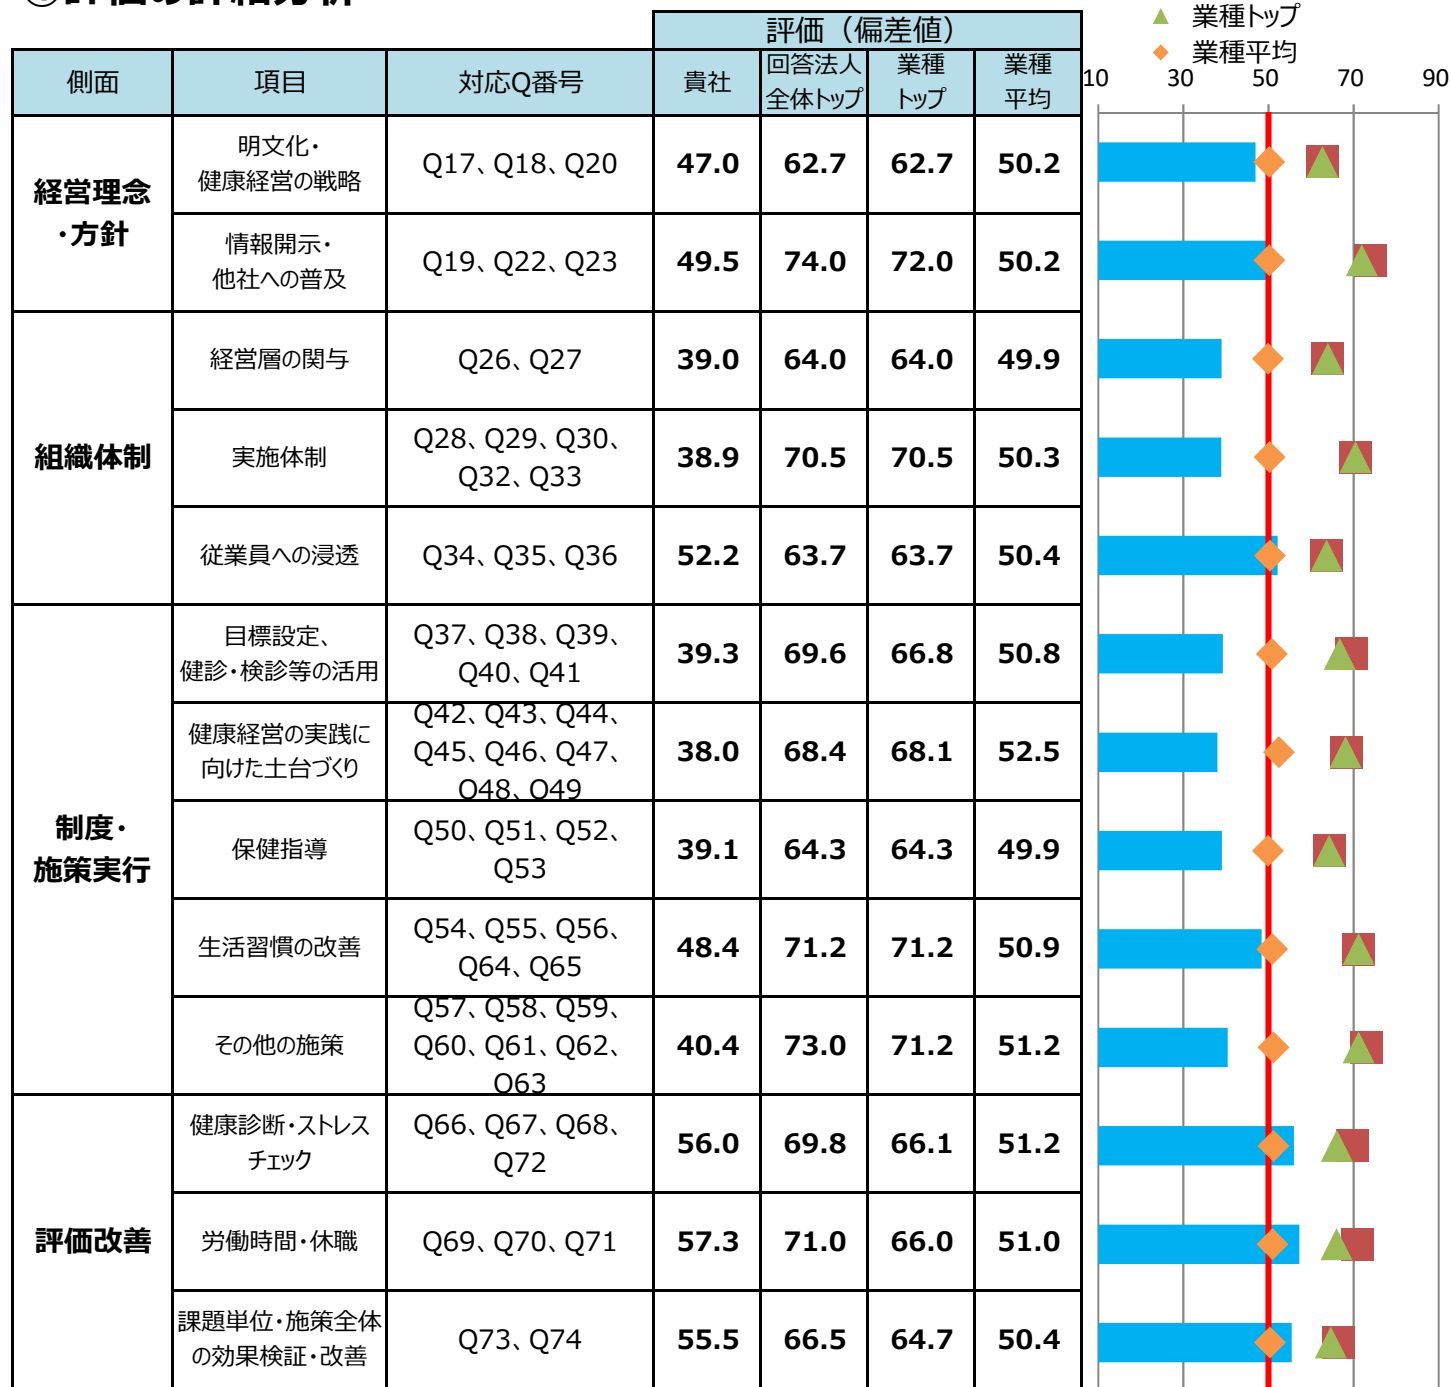 評価（偏差値）
側面 項目 対応Q番号 貴社 回答法人 業種 業種
全体トップ トップ 平均
▲ 業種トップ
◆ 業種平均
10 30 50 70 90
経営理念
・方針
明文化・
健康経営の戦略
Q17、Q18、Q20
47.0 62.7 62.7 50.2
情報開示・
他社への普及
Q19、Q22、Q23
49.5 74.0 72.0 50.2
組織体制
経営層の関与
Q26、Q27
39.0 64.0 64.0 49.9
実施体制
Q28、Q29、Q30、
Q32、Q33
38.9 70.5 70.5 50.3
従業員への浸透
Q34、Q35、Q36
52.2 63.7 63.7 50.4
制度・
施策実行
目標設定、
健診・検診等の活用
Q37、Q38、Q39、
Q40、Q41
39.3 69.6 66.8 50.8
健康経営の実践に
向けた土台づくり
Q42、Q43、Q44、
Q45、Q46、Q47、
Q48、Q49
38.0 68.4 68.1 52.5
保健指導
Q50、Q51、Q52、
Q53
39.1 64.3 64.3 49.9
生活習慣の改善
Q54、Q55、Q56、
Q64、Q65
48.4 71.2 71.2 50.9
その他の施策
Q57、Q58、Q59、
Q60、Q61、Q62、
Q63
40.4 73.0 71.2 51.2
評価改善
健康診断・ストレス
チェック
Q66、Q67、Q68、
Q72
56.0 69.8 66.1 51.2
労働時間・休職
Q69、Q70、Q71
57.3 71.0 66.0 51.0
課題単位・施策全体
の効果検証・改善
Q73、Q74
55.5 66.5 64.7 50.4